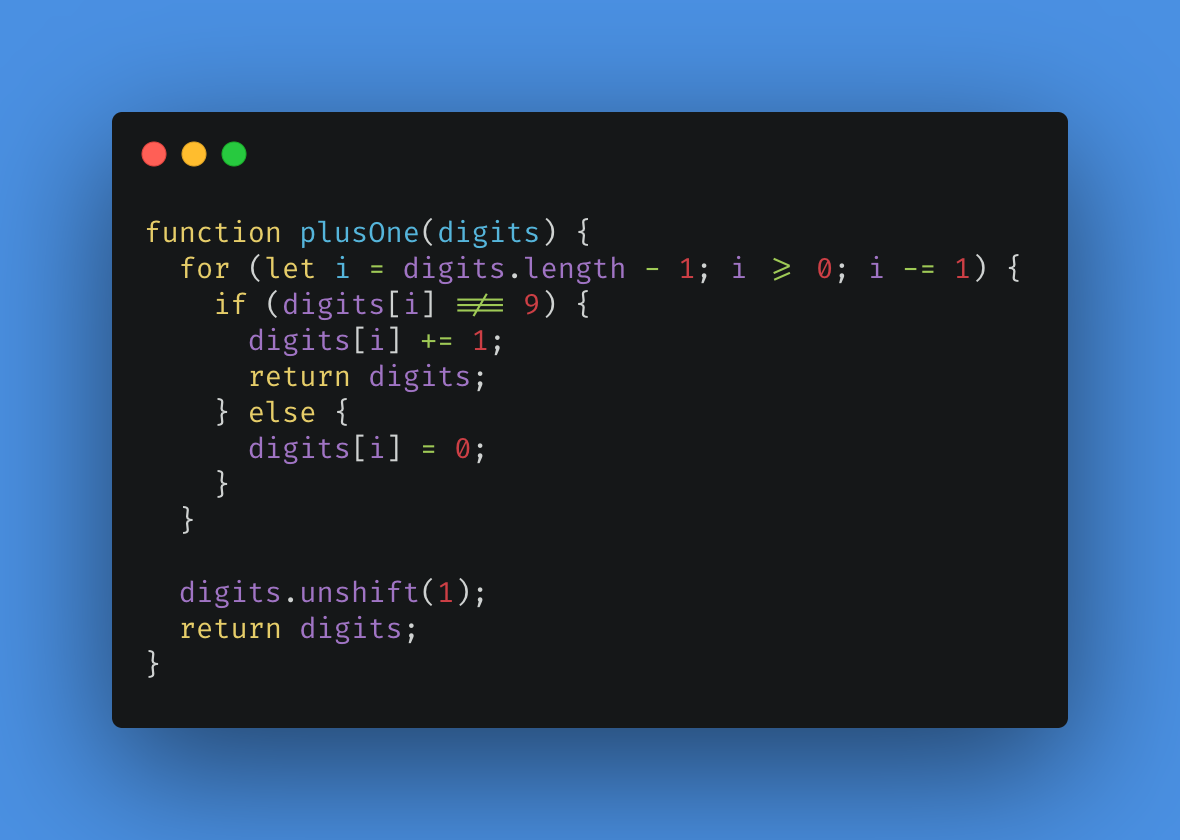 function plusOne(digits) {
  for (let i = digits.length - 1; i >= 0; i -= 1) {
    if (digits[i] !== 9) {
      digits[i] += 1;
      return digits;
    } else {
      digits[i] = 0;
    }
  }

  digits.unshift(1);
  return digits;
}